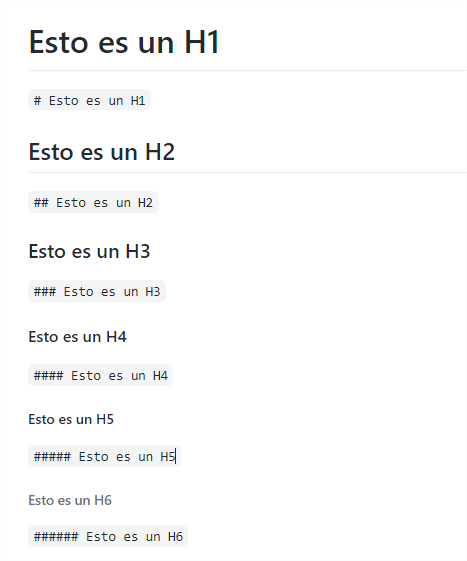 Esto es un H1
# Esto es un H1
Esto es un H2
## Esto es un H2
Esto es un H3
### Esto es un H3
Esto es un H4
#### Esto es un H4
Esto es un H5
##### Esto es un H5
Esto es un H6
###### Esto es un H6